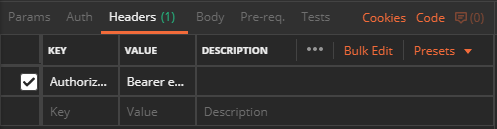 Params Auth Headers (1) Body Pre-req. Tests Cookies Code (0)
KEY VALUE DESCRIPTION ••• Bulk Edit Presets
Authoriz... Bearer e...
Key Value Description